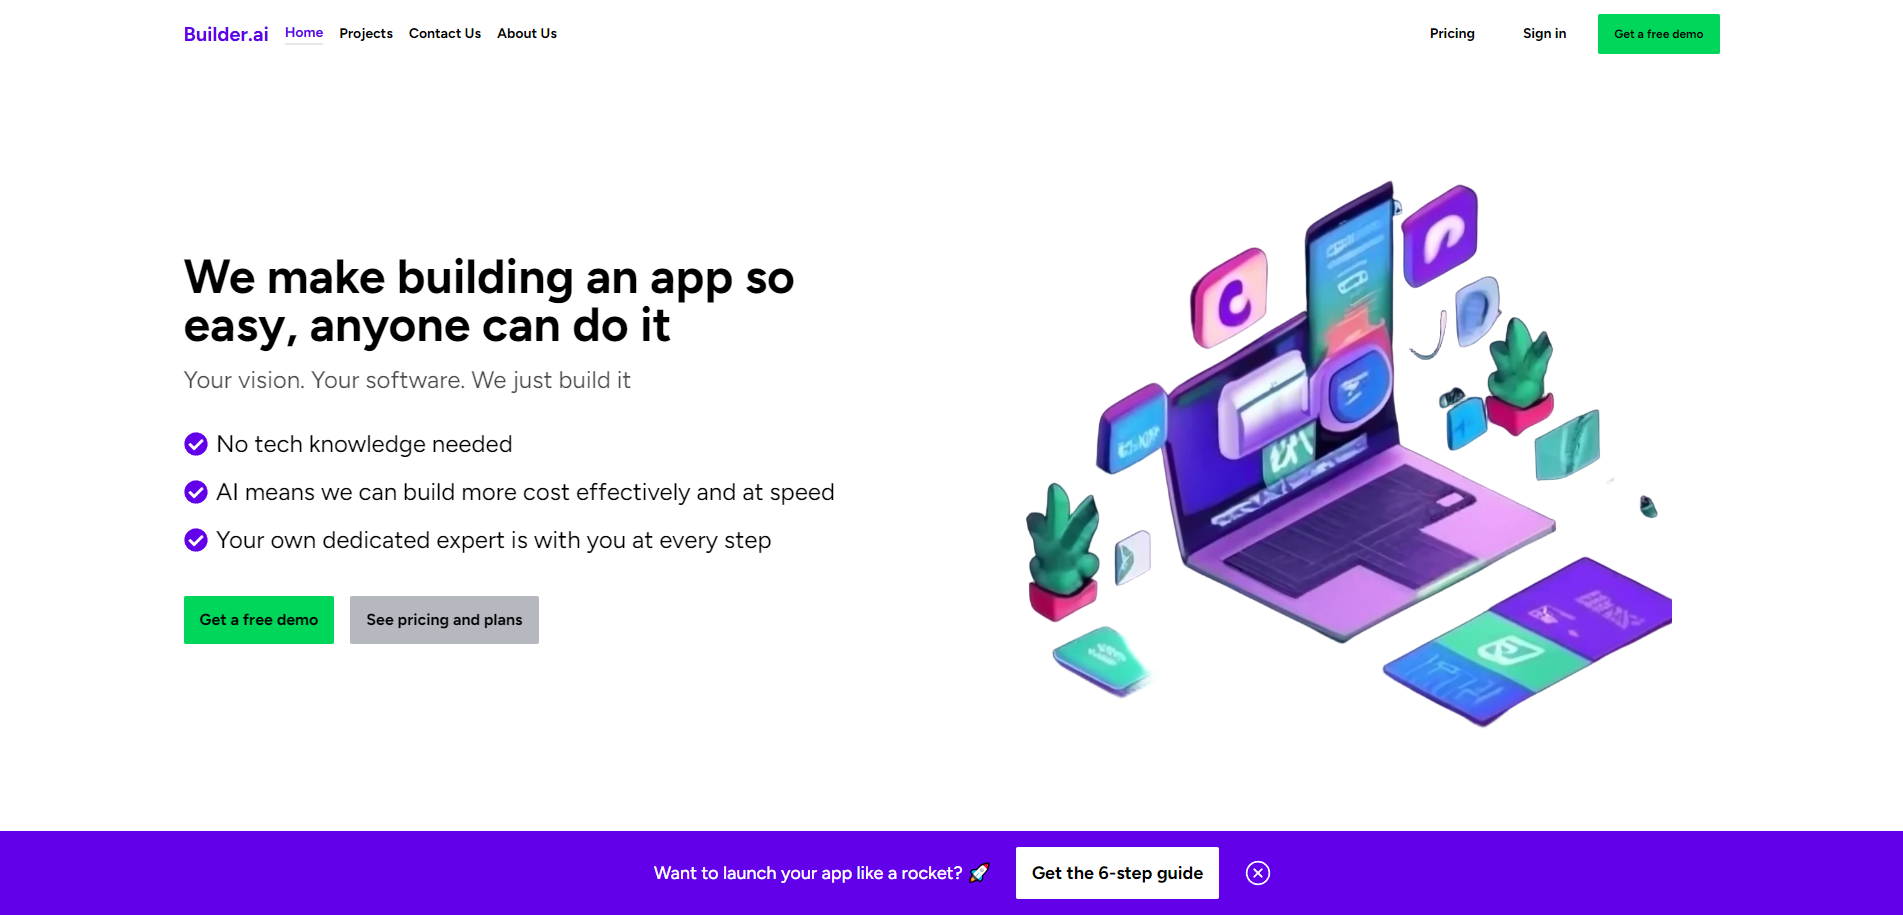 Builder.ai Home Projects Contact Us About Us Pricing Sign in Get a free demo
We make building an app so
easy, anyone can do it
Your vision. Your software. We just build it
No tech knowledge needed
AI means we can build more cost effectively and at speed
Your own dedicated expert is with you at every step
Get a free demo See pricing and plans
Want to launch your app like a rocket? 🚀 Get the 6-step guide